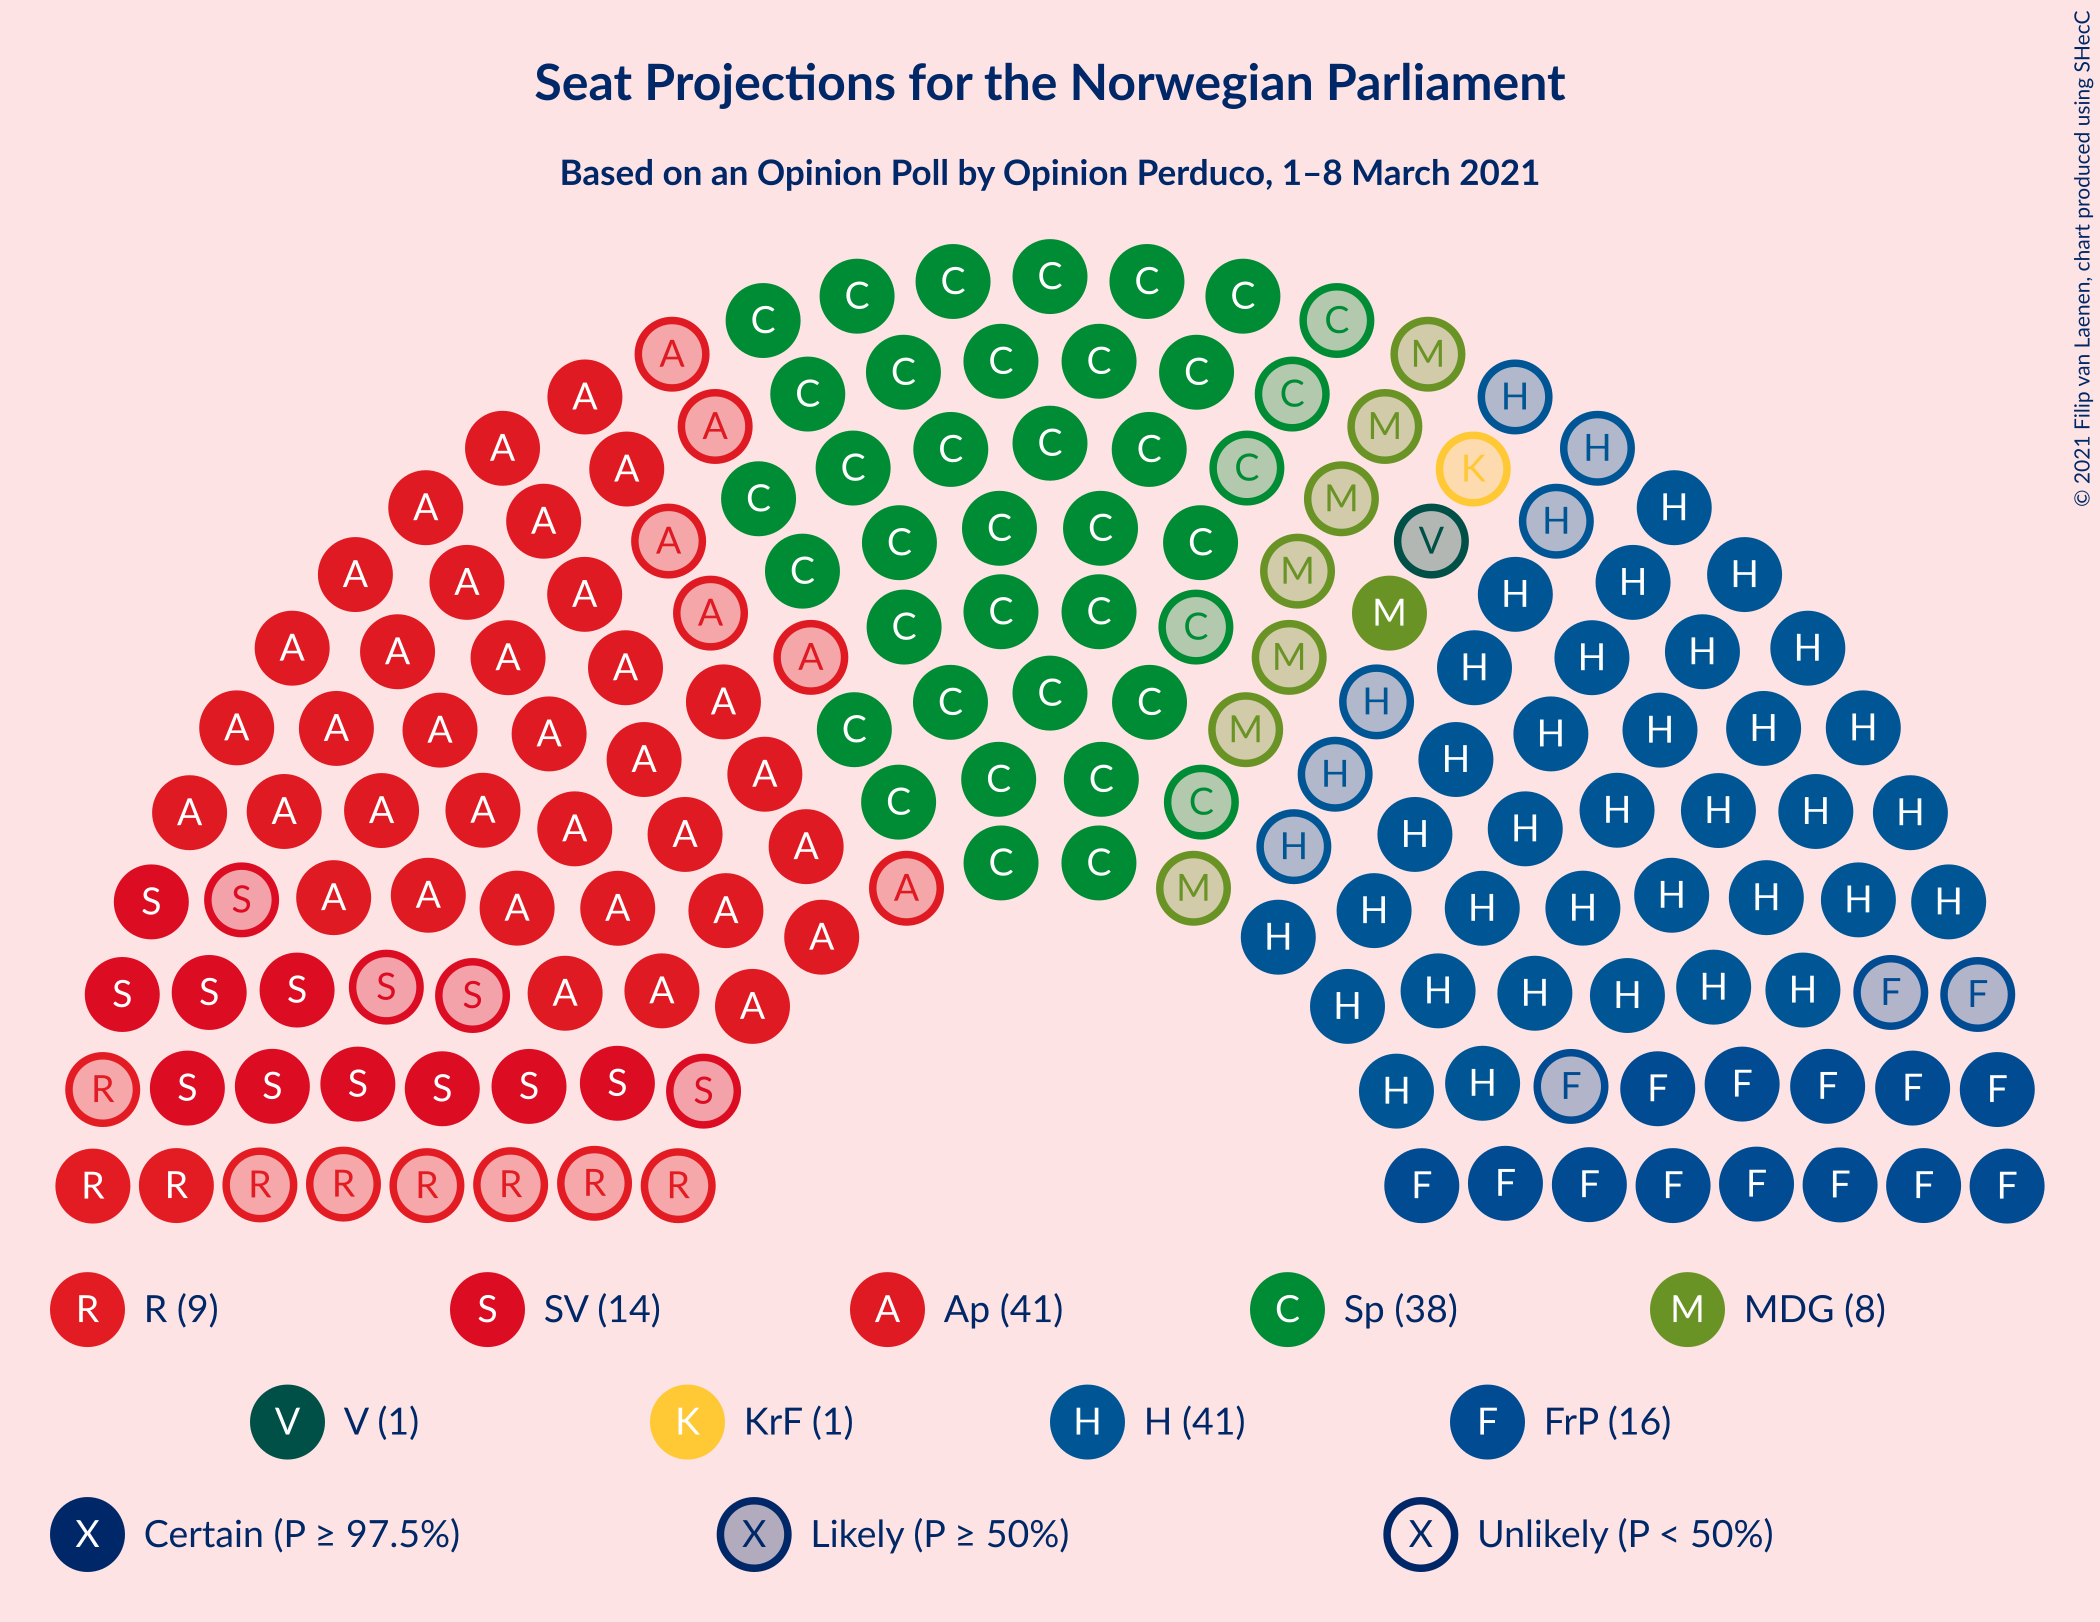 Seat Projections for the Norwegian Parliament
Based on an Opinion Poll by Opinion Perduco, 1–8 March 2021
© 2021 Filip van Laenen, chart produced using SHecC
C C C C C C C
A C C C C C C C M
A A C C C C C M H
A A C C C C C M K H
A A A C C C C C M V H H
A A A A C C C C M M H H H
A A A A A C C C M H H H H
A A A A A A C C C H H H H H
A A A A A A C C C M H H H H H H
S S A A A A A A C C M H H H H H H H H
S S S S S A A A A H H H H H H H F F
R S S S S S S S H H F F F F F F
R R R R R R R R F F F F F F F F
R R (9) S SV (14) A Ap (41) C Sp (38) M MDG (8)
V V (1) K KrF (1) H H (41) F FrP (16)
X Certain (P ≥ 97.5%) X Likely (P ≥ 50%) X Unlikely (P < 50%)